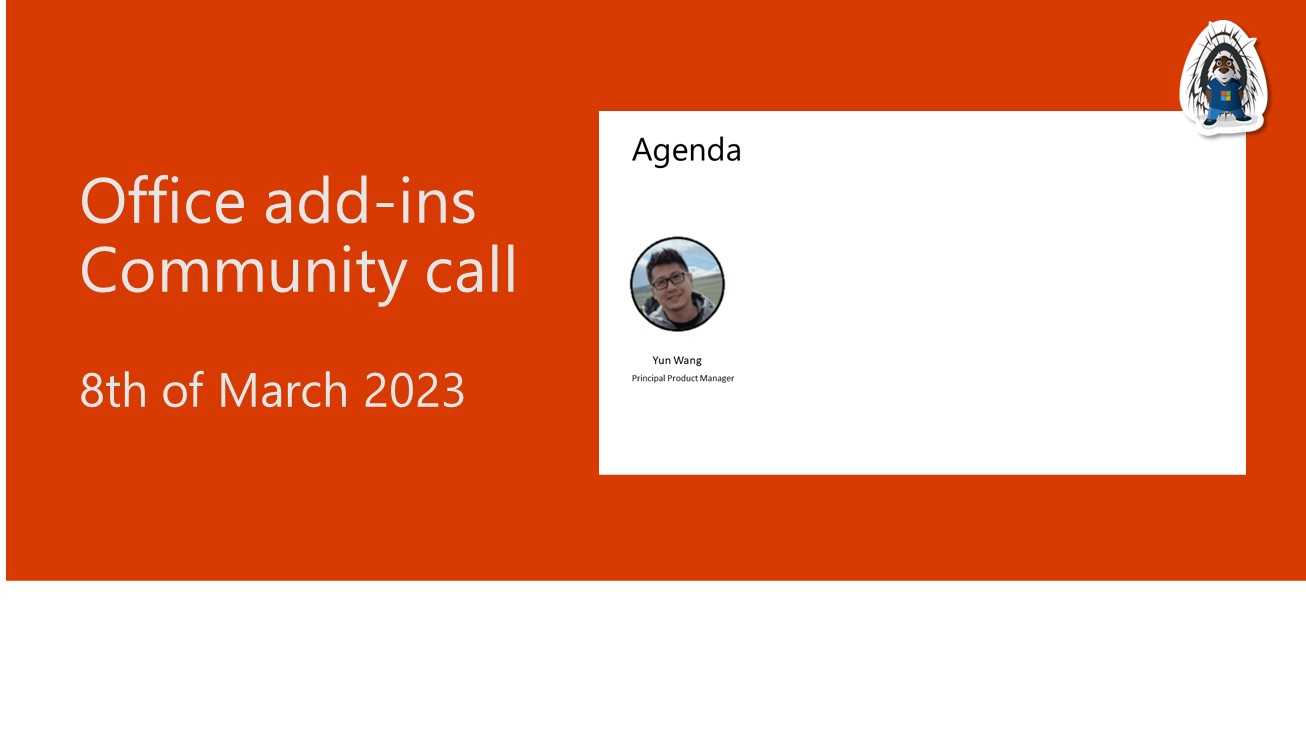 Office add-ins
Community call
8th of March 2023
Agenda
Yun Wang
Principal Product Manager